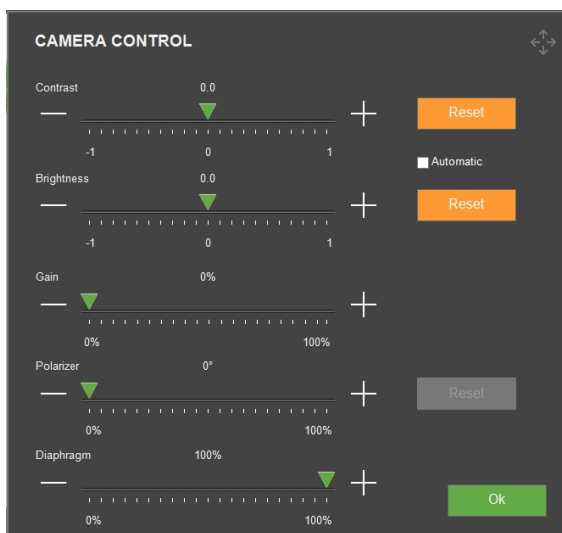 CAMERA CONTROL
Contrast 0.0
Reset
-1 0 1
Automatic
Brightness 0.0
Reset
-1 0 1
Gain 0%
0% 100%
Polarizer 0°
Reset
0% 100%
Diaphragm 100%
Ok
0% 100%